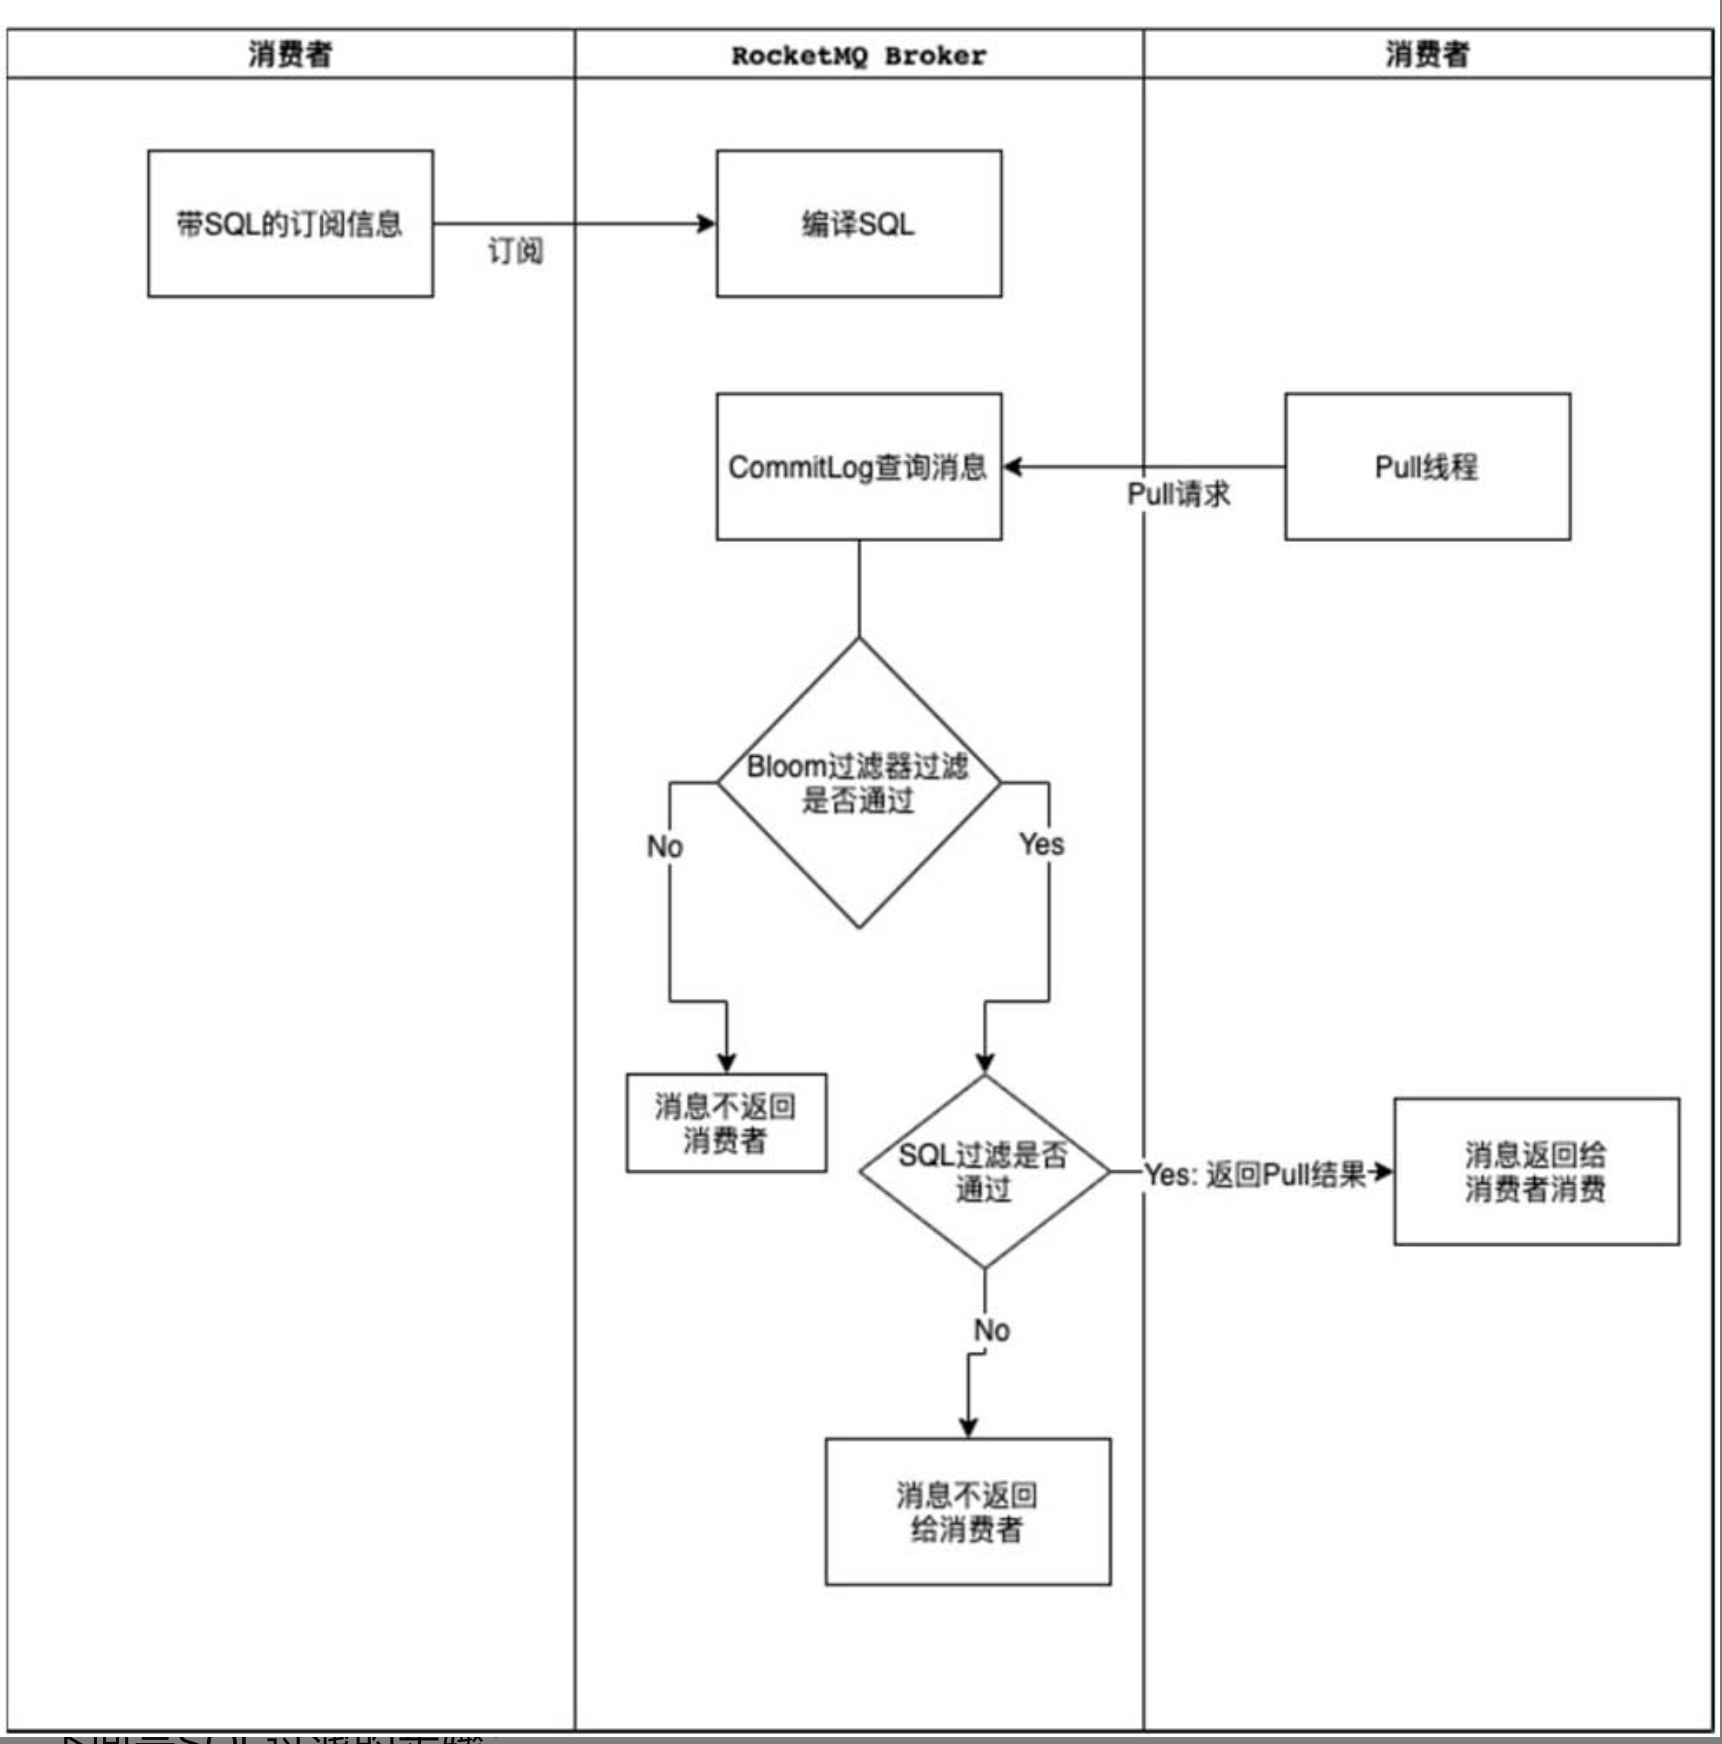 消费者
RocketMQ Broker
消费者
带SQL的订阅信息
订阅
编译SQL
CommitLog查询消息
Pull请求
Pull线程
Bloom过滤器过滤
是否通过
No
Yes
消息不返回
消费者
SQL过滤是否
通过
Yes: 返回Pull结果
消息返回给
消费者消费
No
消息不返回
给消费者